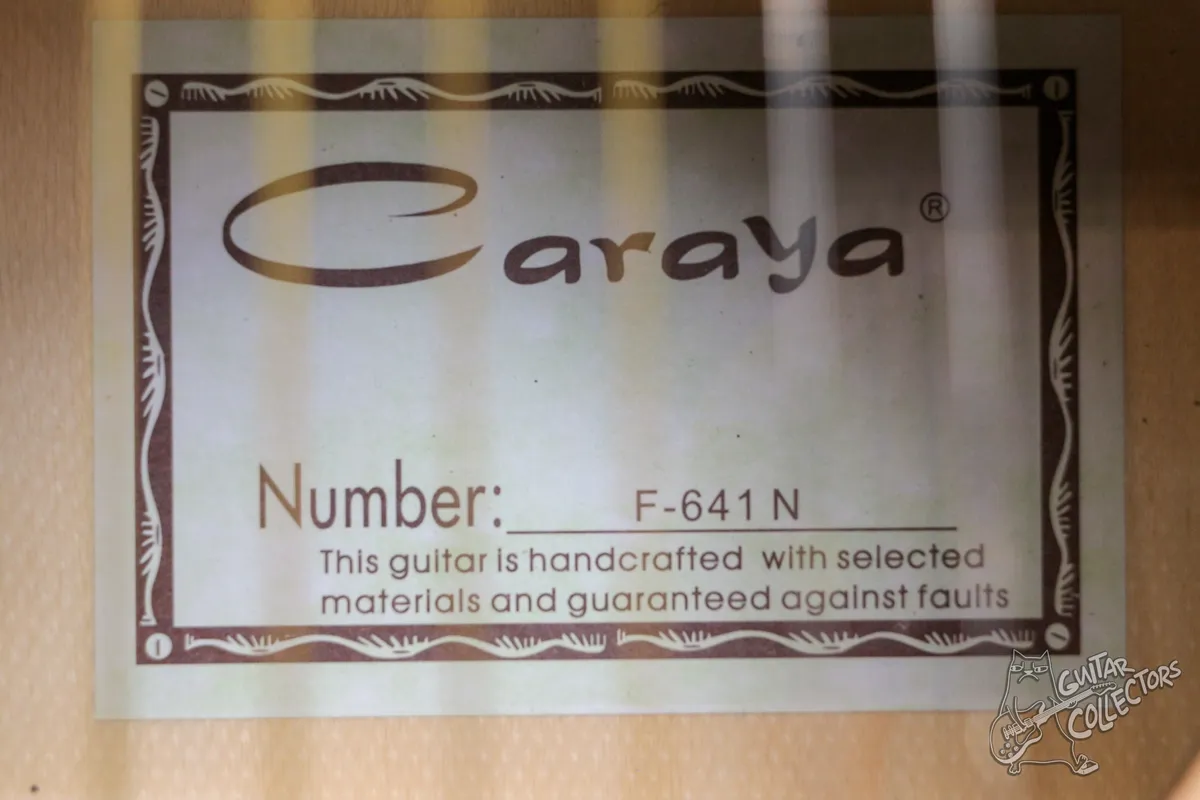 Caraya®
Number: F-641 N
This guitar is handcrafted with selected
materials and guaranteed against faults
GUITAR
COLLECTORS